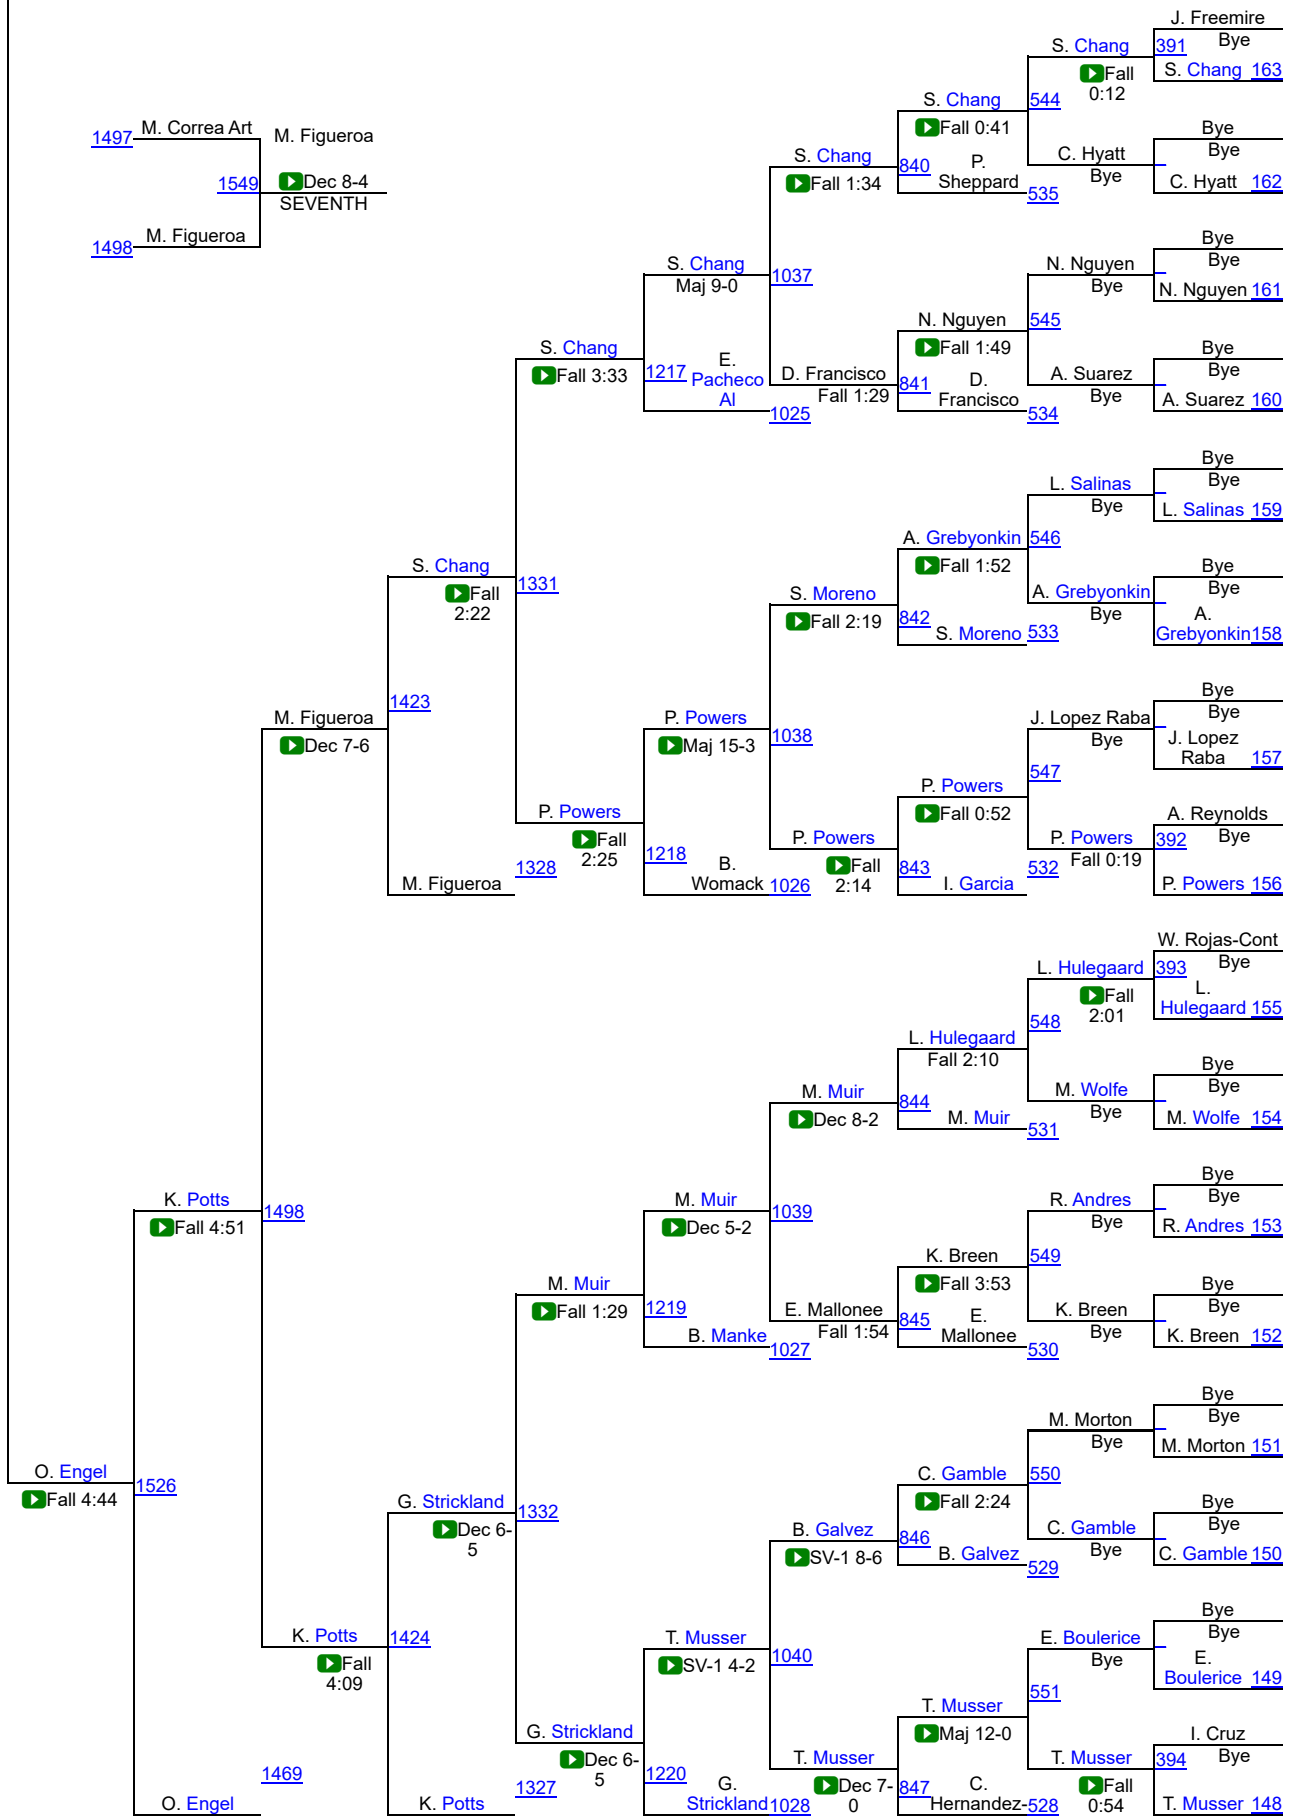 J. Freemire
S. Chang 391 Bye
Fall S. Chang 163
0:12
S. Chang 544
Fall 0:41 Bye
Bye
C. Hyatt
Bye C. Hyatt 162
M. Correa Art M. Figueroa
1497
1549 Dec 8-4
SEVENTH
M. Figueroa
1498
S. Chang 840 P.
Fall 1:34 Sheppard 535
Bye
N. Nguyen Bye
Bye N. Nguyen 161
S. Chang 1037
Maj 9-0
N. Nguyen 545
Fall 1:49
S. Chang
Fall 3:33
1217 E.
Pacheco
Al 1025
D. Francisco 841 D.
Fall 1:29 Francisco 534
Bye
A. Suarez Bye
Bye A. Suarez 160
Bye
L. Salinas Bye
Bye L. Salinas 159
A. Grebyonkin 546
Fall 1:52
Bye
A. Grebyonkin Bye
Bye A.
Grebyonkin 158
S. Chang 1331
Fall
2:22
S. Moreno 842
Fall 2:19 S. Moreno 533
Bye
J. Lopez Raba Bye
Bye J. Lopez
Raba 157
M. Figueroa 1423
Dec 7-6
P. Powers 1038
Maj 15-3
P. Powers 547
Fall 0:52
A. Reynolds
P. Powers 392 Bye
Fall 0:19 P. Powers 156
P. Powers
Fall
2:25
1328
M. Figueroa
1218 B.
Womack 1026
P. Powers 843
Fall
2:14 I. Garcia 532
W. Rojas-Cont
L. Hulegaard 393 Bye
Fall L.
2:01 Hulegaard 155
L. Hulegaard 548
Fall 2:10
Bye
M. Wolfe Bye
Bye M. Wolfe 154
M. Muir 844
Dec 8-2 M. Muir 531
Bye
R. Andres Bye
Bye R. Andres 153
K. Potts 1498
Fall 4:51
M. Muir 1039
Dec 5-2
K. Breen 549
Fall 3:53
Bye
K. Breen Bye
Bye K. Breen 152
M. Muir
Fall 1:29
1219
B. Manke 1027
E. Mallonee 845 E.
Fall 1:54 Mallonee 530
Bye
M. Morton Bye
Bye M. Morton 151
O. Engel 1526
Fall 4:44
C. Gamble 550
Fall 2:24
Bye
C. Gamble Bye
Bye C. Gamble 150
G. Strickland 1332
Dec 6-
5
B. Galvez 846
SV-1 8-6 B. Galvez 529
Bye
E. Boulerice Bye
Bye E.
Boulerice 149
K. Potts 1424
Fall
4:09
T. Musser 1040
SV-1 4-2
T. Musser 551
Maj 12-0
I. Cruz
T. Musser 394 Bye
Fall
0:54 T. Musser 148
G. Strickland
Dec 6-
5
1469
O. Engel
1327
K. Potts
1220 G.
Strickland 1028
T. Musser
Dec 7-
0
847 C.
Hernandez- 528